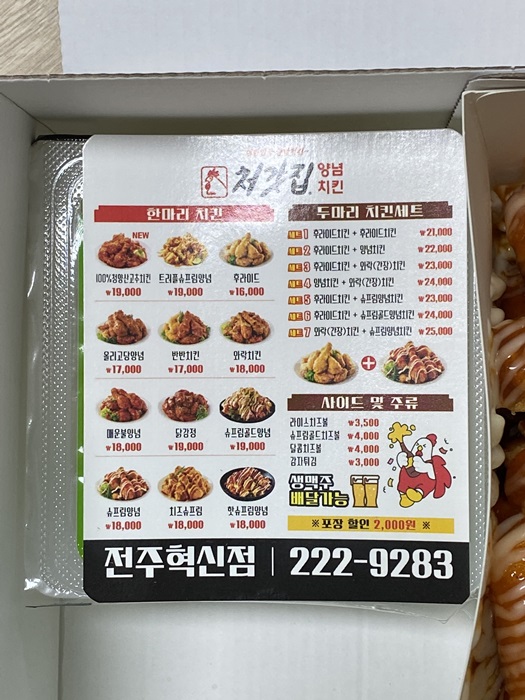 처갓집 양념
치킨
한마리 치킨
NEW
100%청양신고추치킨 트러플슈프림양념 후라이드
₩19,000 ₩19,000 ₩16,000
올리고당양념 반반치킨 와락치킨
₩17,000 ₩17,000 ₩18,000
매운불양념 닭강정 슈프림골드양념
₩18,000 ₩19,000 ₩19,000
슈프림양념 치즈슈프림 핫슈프림양념
₩18,000 ₩18,000 ₩18,000
두마리 치킨세트
세트1 후라이드치킨 + 후라이드치킨 ₩21,000
세트2 후라이드치킨 + 양념치킨 ₩22,000
세트3 후라이드치킨 + 와락(간장)치킨 ₩23,000
세트4 양념치킨 + 와락(간장)치킨 ₩24,000
세트5 후라이드치킨 + 슈프림양념치킨 ₩23,000
세트6 후라이드치킨 + 슈프림골드양념치킨 ₩24,000
세트7 와락(간장)치킨 + 슈프림양념치킨 ₩25,000
+
사이드 및 주류
라이스치즈볼 ₩3,500
슈프림골드치즈볼 ₩4,000
달콤치즈볼 ₩4,000
감자튀김 ₩3,000
생맥주
배달가능
※ 포장 할인 2,000원 ※
전주혁신점 | 222-9283